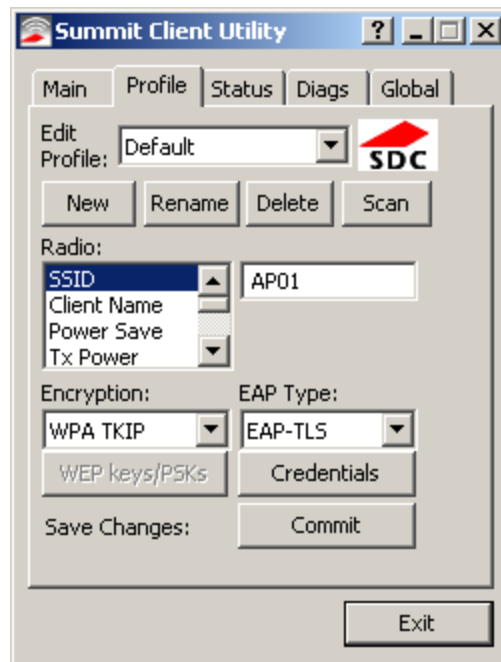 Summit Client Utility ?
Main Profile Status Diags Global
Edit
Profile: Default
SDC
New Rename Delete Scan
Radio:
SSID AP01
Client Name
Power Save
Tx Power
Encryption: EAP Type:
WPA TKIP EAP-TLS
WEP keys/PSKs Credentials
Save Changes: Commit
Exit